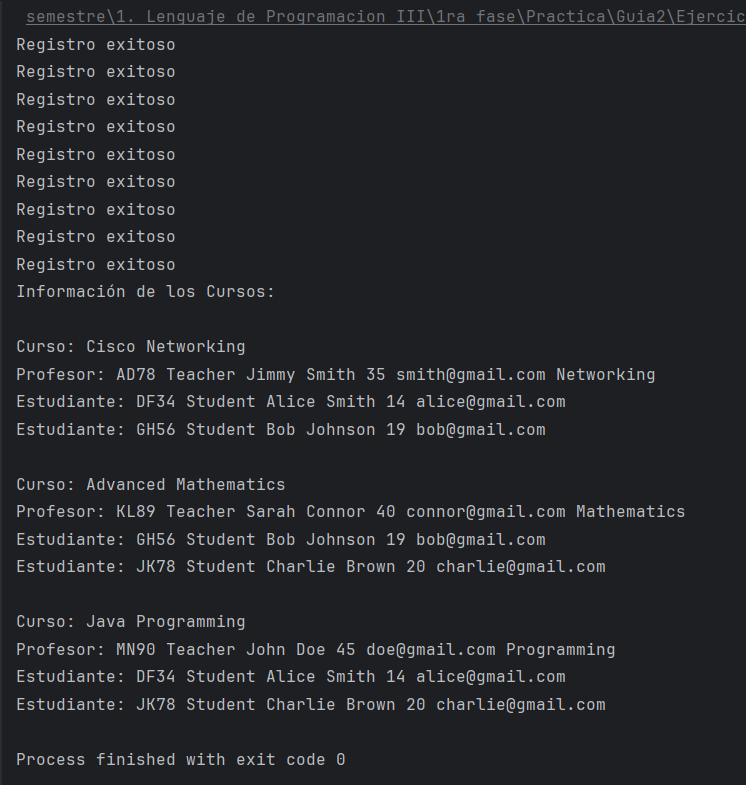 semestre\1. Lenguaje de Programacion III\1ra fase\Practica\Guia2\Ejercic
Registro exitoso
Registro exitoso
Registro exitoso
Registro exitoso
Registro exitoso
Registro exitoso
Registro exitoso
Registro exitoso
Registro exitoso
Información de los Cursos:
Curso: Cisco Networking
Profesor: AD78 Teacher Jimmy Smith 35 smith@gmail.com Networking
Estudiante: DF34 Student Alice Smith 14 alice@gmail.com
Estudiante: GH56 Student Bob Johnson 19 bob@gmail.com
Curso: Advanced Mathematics
Profesor: KL89 Teacher Sarah Connor 40 connor@gmail.com Mathematics
Estudiante: GH56 Student Bob Johnson 19 bob@gmail.com
Estudiante: JK78 Student Charlie Brown 20 charlie@gmail.com
Curso: Java Programming
Profesor: MN90 Teacher John Doe 45 doe@gmail.com Programming
Estudiante: DF34 Student Alice Smith 14 alice@gmail.com
Estudiante: JK78 Student Charlie Brown 20 charlie@gmail.com
Process finished with exit code 0